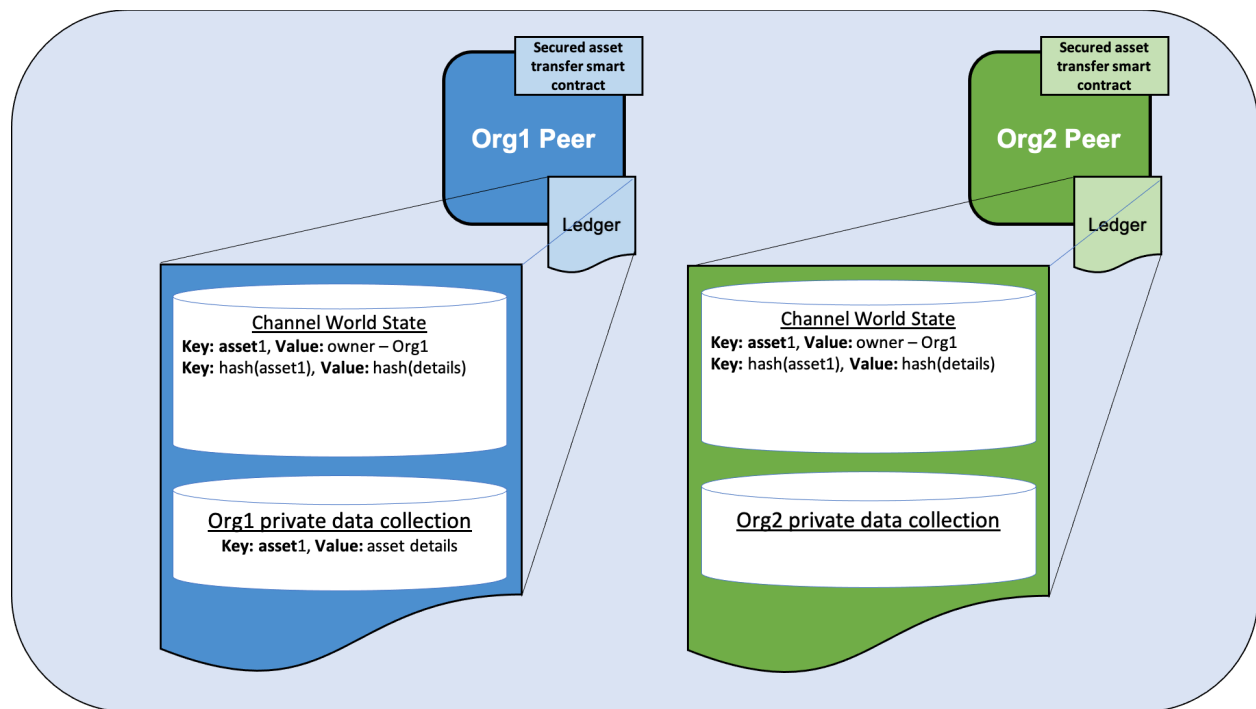 Secured asset
transfer smart
contract
Org1 Peer
Ledger
Channel World State
Key: asset1, Value: owner – Org1
Key: hash(asset1), Value: hash(details)
Org1 private data collection
Key: asset1, Value: asset details
Secured asset
transfer smart
contract
Org2 Peer
Ledger
Channel World State
Key: asset1, Value: owner – Org1
Key: hash(asset1), Value: hash(details)
Org2 private data collection